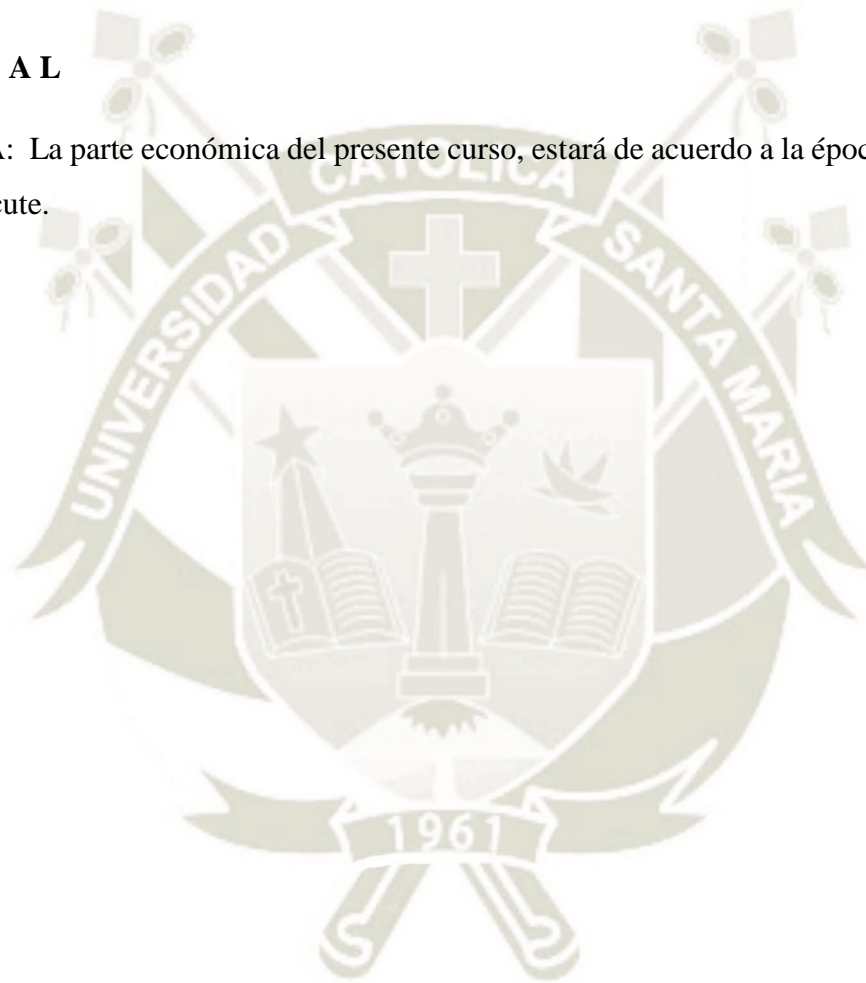 A L
A: La parte económica del presente curso, estará de acuerdo a la époc
cute.
CATOLICA
UNIVERSIDAD
SANTA MARIA
1961